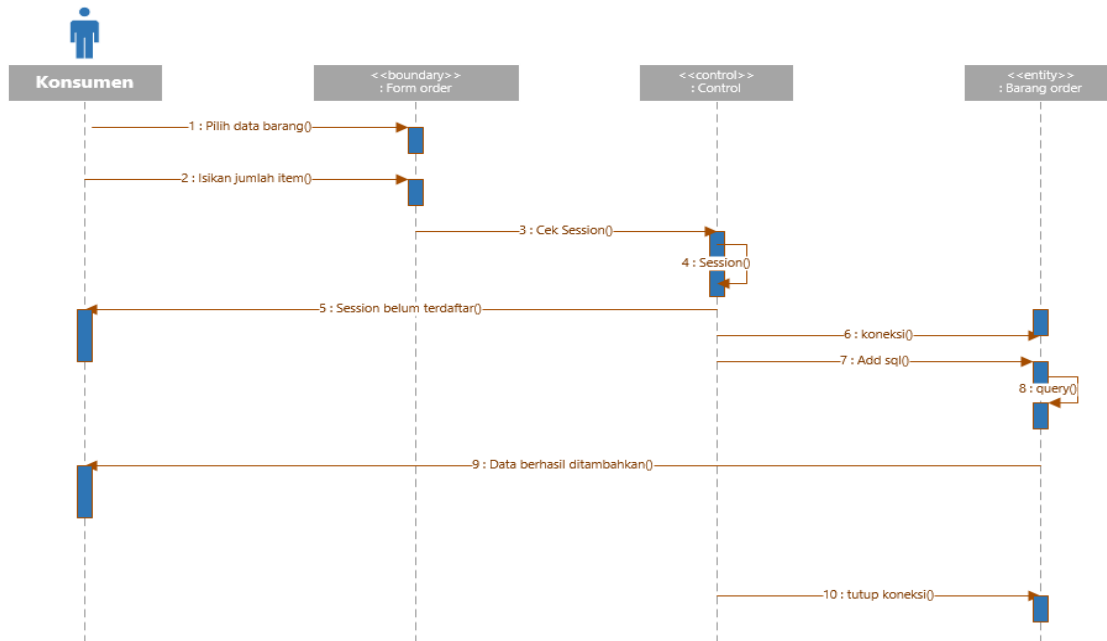 Konsumen
<<boundary>>
: Form order
<<control>>
: Control
<<entity>>
: Barang order
1 : Pilih data barang()
2 : Isikan jumlah item()
3 : Cek Session()
4 : Session()
5 : Session belum terdaftar()
6 : koneksi()
7 : Add sql()
8 : query()
9 : Data berhasil ditambahkan()
10 : tutup koneksi()